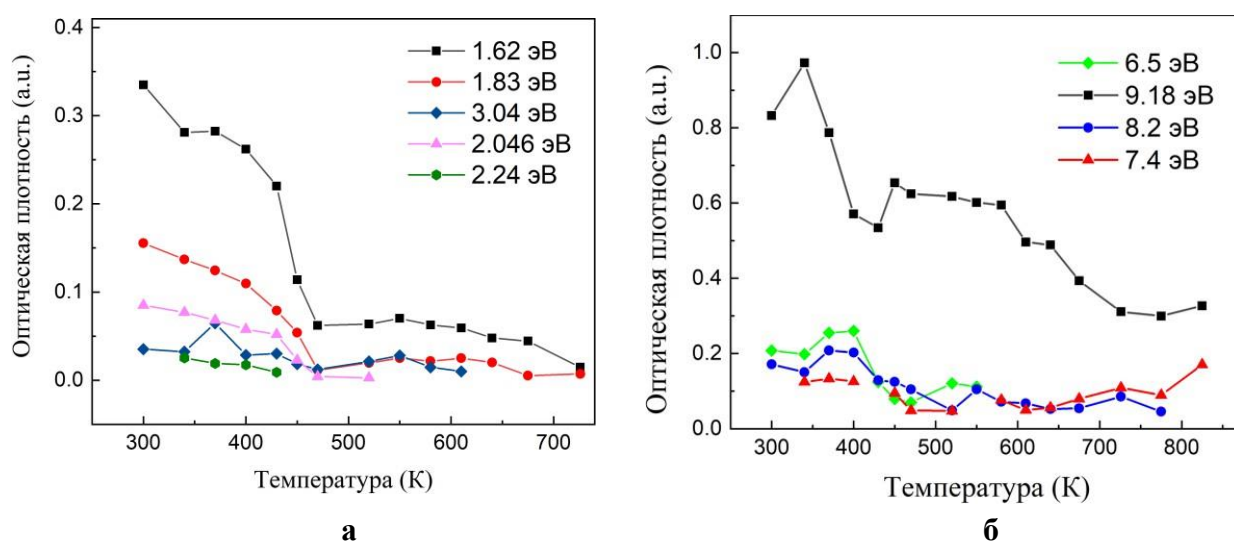 Оптическая плотность (a.u.)
0.4
0.3
0.2
0.1
0.0
1.62 эВ
1.83 эВ
3.04 эВ
2.046 эВ
2.24 эВ
300 400 500 600 700
Температура (К)
а
Оптическая плотность (a.u.)
1.0
0.8
0.6
0.4
0.2
0.0
6.5 эВ
9.18 эВ
8.2 эВ
7.4 эВ
300 400 500 600 700 800
Температура (К)
б